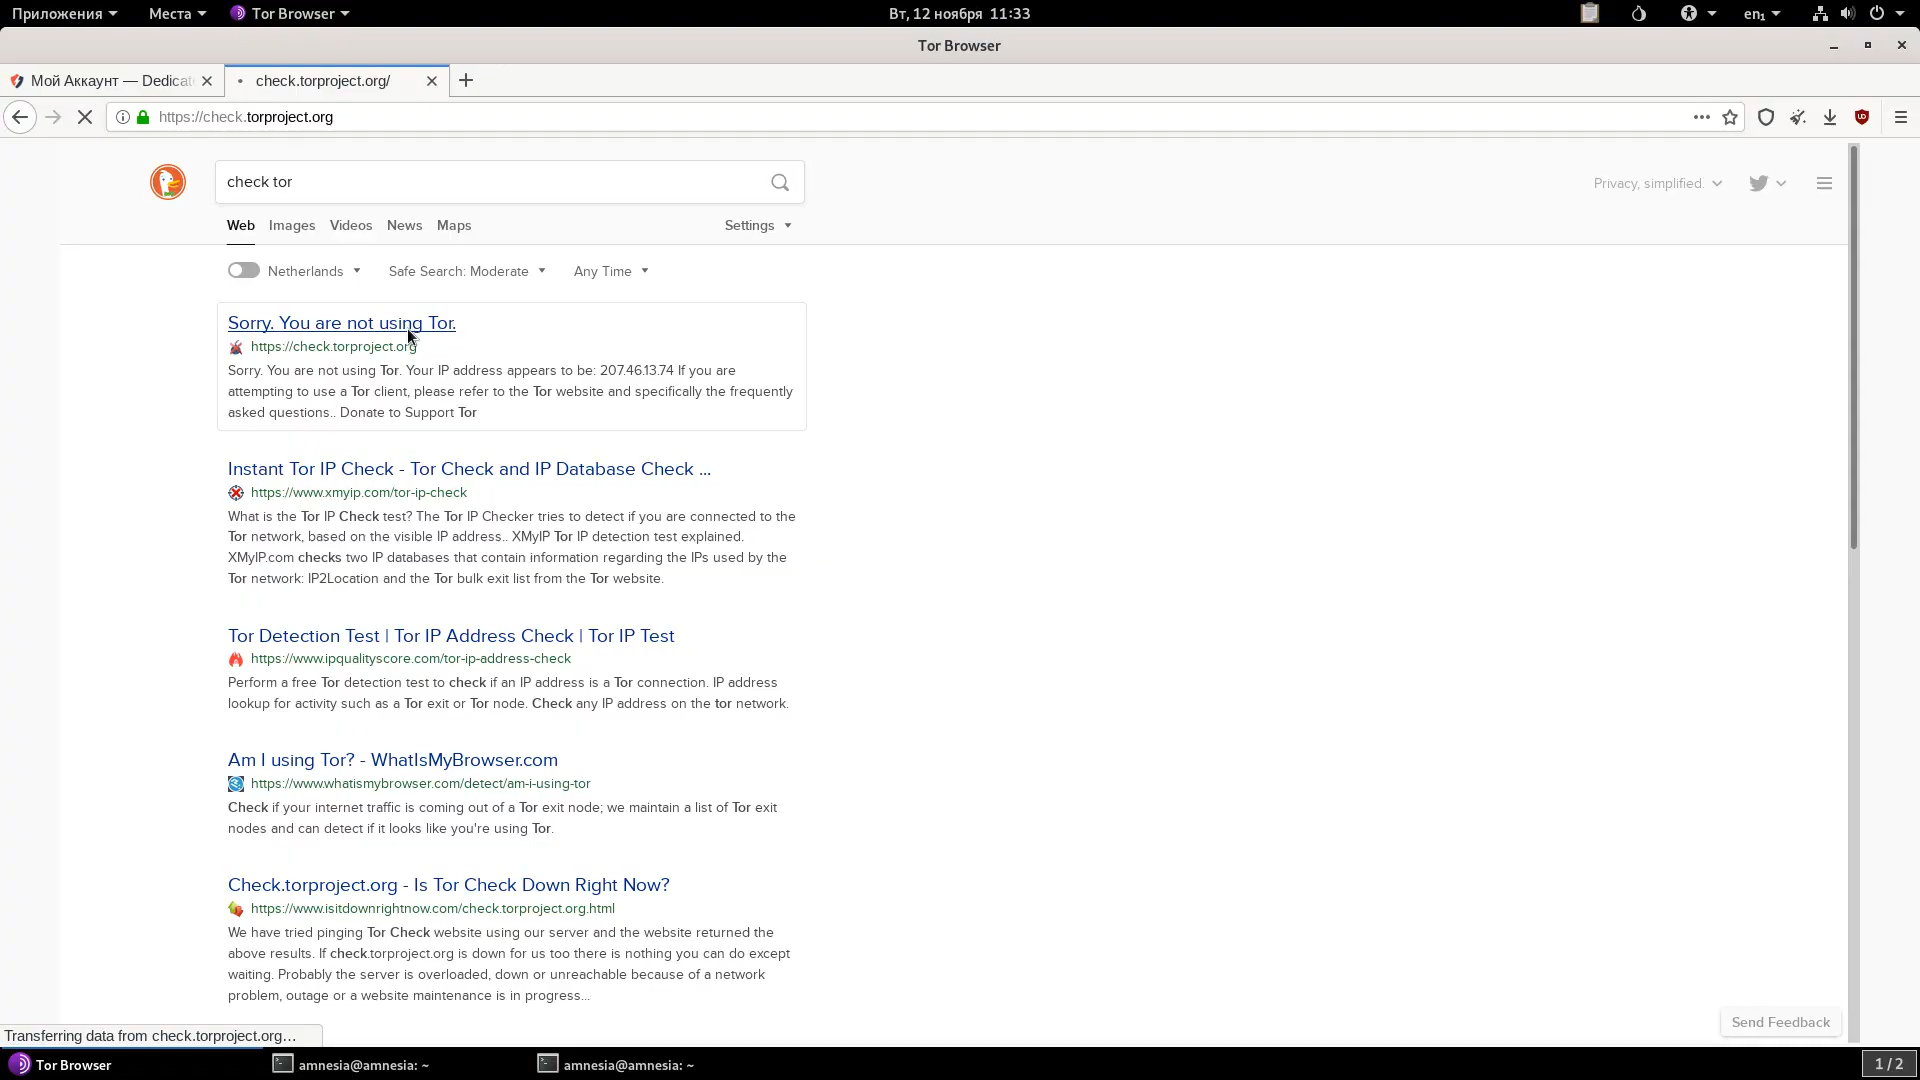 Приложения Места Tor Browser Вт, 12 ноября 11:33 en₁
Tor Browser
Мой Аккаунт — Dedicat check.torproject.org/
https://check.torproject.org
check tor
Privacy, simplified.
Web Images Videos News Maps Settings
Netherlands Safe Search: Moderate Any Time
Sorry. You are not using Tor.
https://check.torproject.org
Sorry. You are not using Tor. Your IP address appears to be: 207.46.13.74 If you are
attempting to use a Tor client, please refer to the Tor website and specifically the frequently
asked questions.. Donate to Support Tor
Instant Tor IP Check - Tor Check and IP Database Check ...
https://www.xmyip.com/tor-ip-check
What is the Tor IP Check test? The Tor IP Checker tries to detect if you are connected to the
Tor network, based on the visible IP address.. XMyIP Tor IP detection test explained.
XMyIP.com checks two IP databases that contain information regarding the IPs used by the
Tor network: IP2Location and the Tor bulk exit list from the Tor website.
Tor Detection Test | Tor IP Address Check | Tor IP Test
https://www.ipqualityscore.com/tor-ip-address-check
Perform a free Tor detection test to check if an IP address is a Tor connection. IP address
lookup for activity such as a Tor exit or Tor node. Check any IP address on the tor network.
Am I using Tor? - WhatIsMyBrowser.com
https://www.whatismybrowser.com/detect/am-i-using-tor
Check if your internet traffic is coming out of a Tor exit node; we maintain a list of Tor exit
nodes and can detect if it looks like you're using Tor.
Check.torproject.org - Is Tor Check Down Right Now?
https://www.isitdownrightnow.com/check.torproject.org.html
We have tried pinging Tor Check website using our server and the website returned the
above results. If check.torproject.org is down for us too there is nothing you can do except
waiting. Probably the server is overloaded, down or unreachable because of a network
problem, outage or a website maintenance is in progress...
Send Feedback
Transferring data from check.torproject.org…
Tor Browser amnesia@amnesia: ~ amnesia@amnesia: ~ 1 / 2